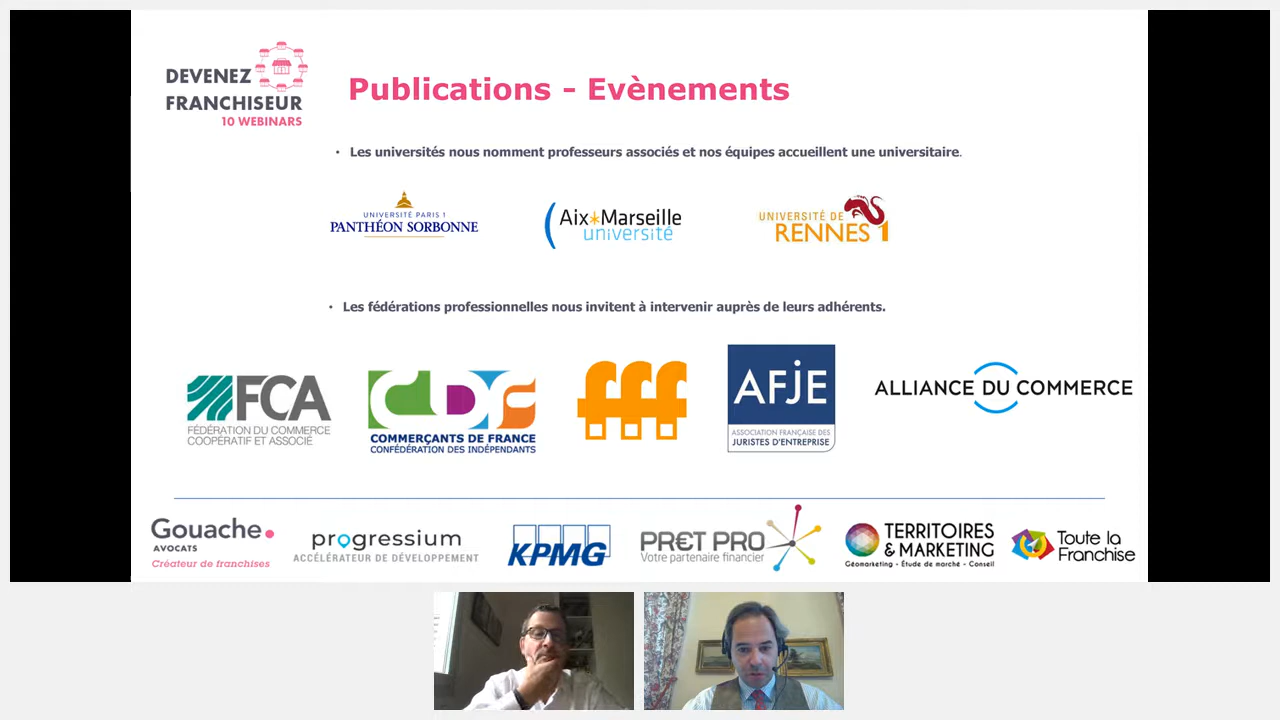 DEVENEZ
FRANCHISEUR
10 WEBINARS
Publications - Evènements
• Les universités nous nomment professeurs associés et nos équipes accueillent une universitaire.
UNIVERSITÉ PARIS 1
PANTHÉON SORBONNE
Aix Marseille
université
UNIVERSITÉ DE
RENNES 1
• Les fédérations professionnelles nous invitent à intervenir auprès de leurs adhérents.
FCA
FÉDÉRATION DU COMMERCE
COOPÉRATIF ET ASSOCIÉ
CDF
COMMERÇANTS DE FRANCE
CONFÉDÉRATION DES INDÉPENDANTS
fff
AFJE
ASSOCIATION FRANÇAISE DES
JURISTES D'ENTREPRISE
ALLIANCE DU COMMERCE
Gouache
AVOCATS
Créateur de franchises
progressium
ACCÉLÉRATEUR DE DÉVELOPPEMENT
KPMG
PR€T PRO
Votre partenaire financier
TERRITOIRES
& MARKETING
Géomarketing - Étude de marché - Conseil
Toute la
Franchise